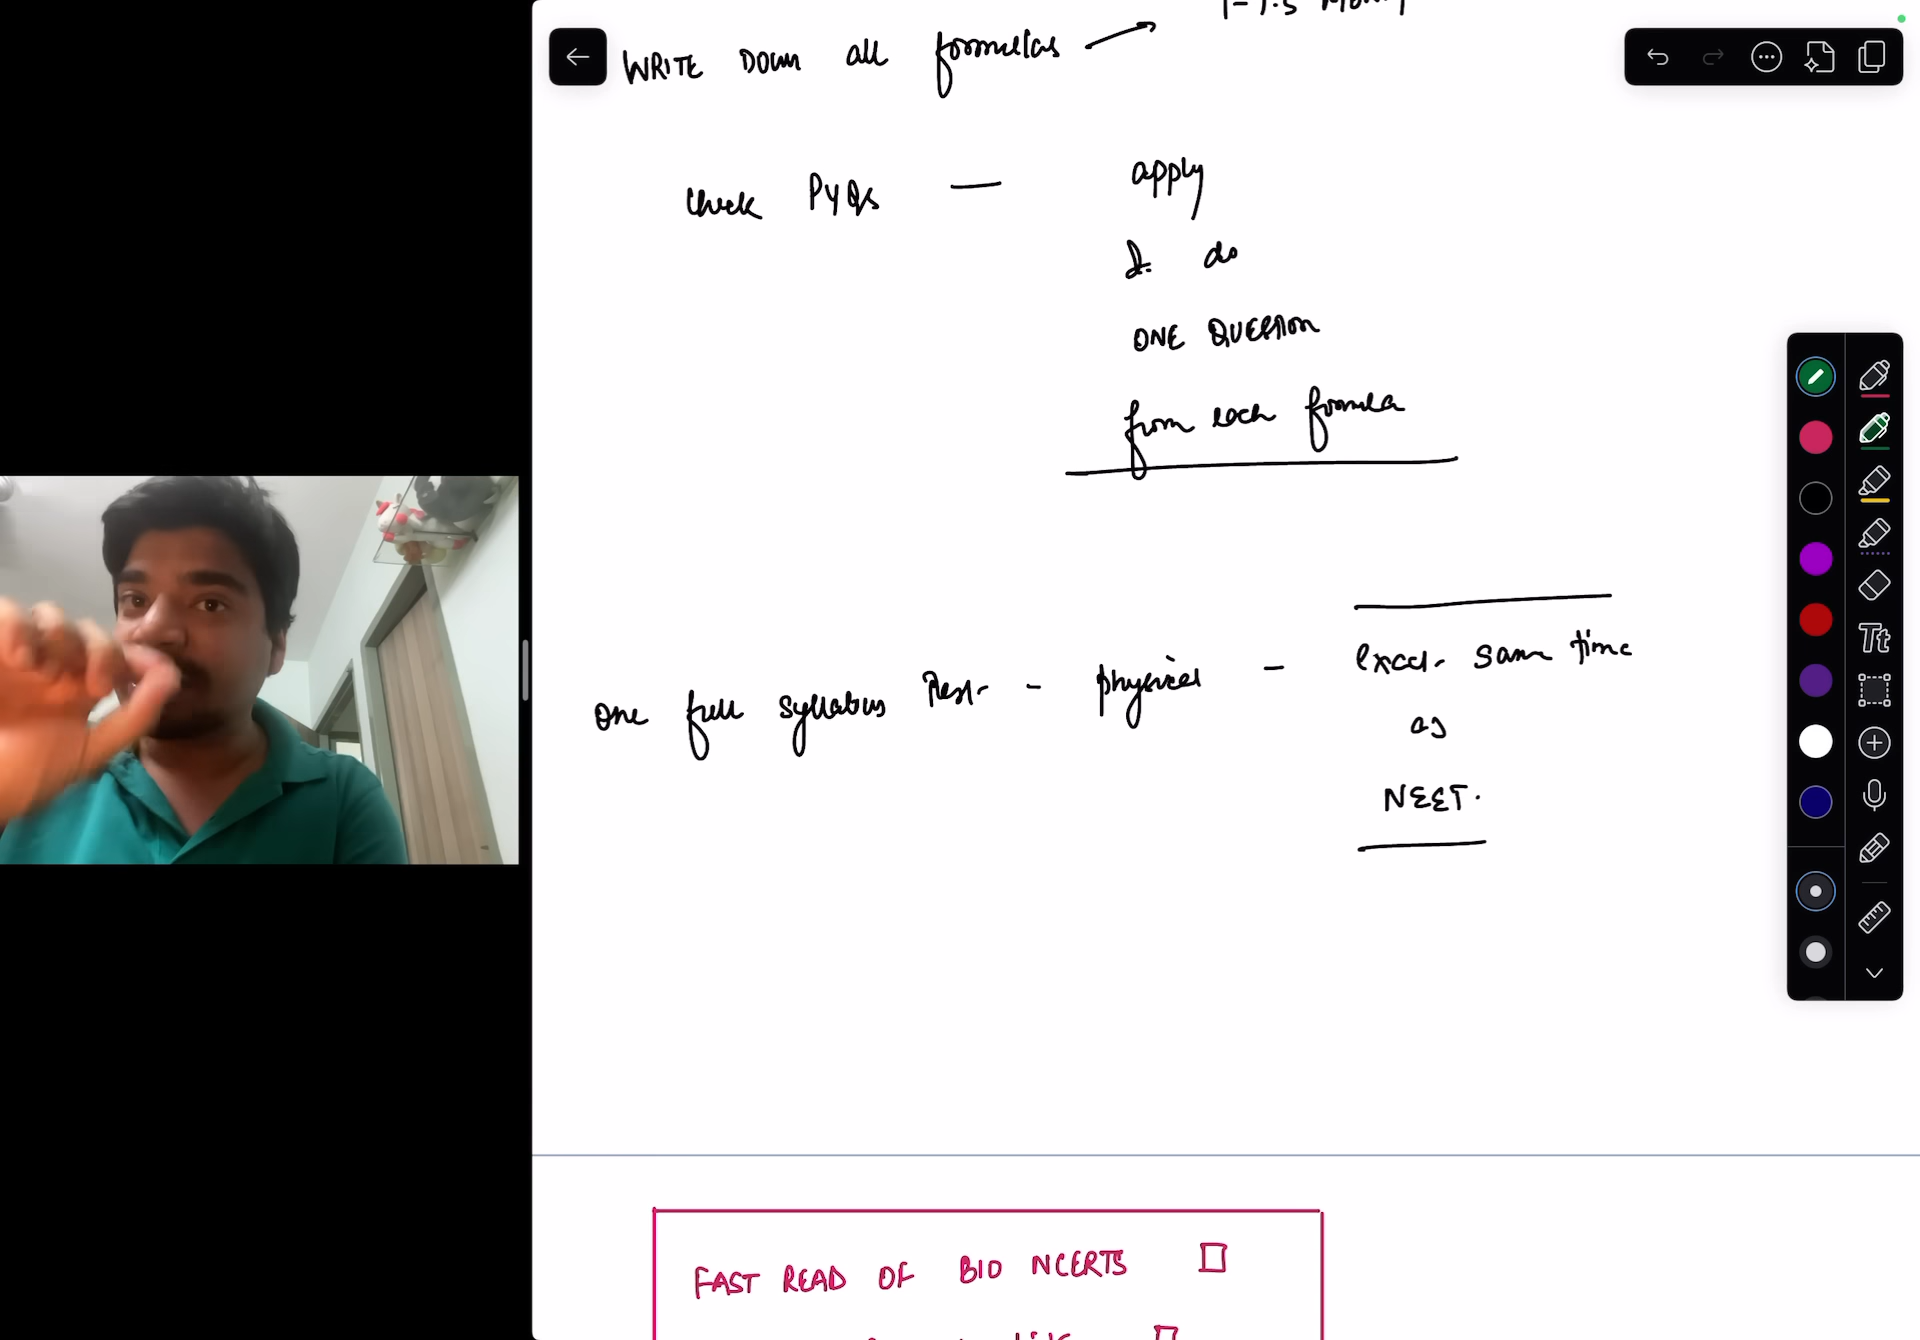 WRITE DOWN all formulas →
check PYQs — apply
& do
ONE QUESTION
from each formula
One full syllabus Test - physical - exact same time
as
NEET.
FAST READ OF BIO NCERTS
Tt